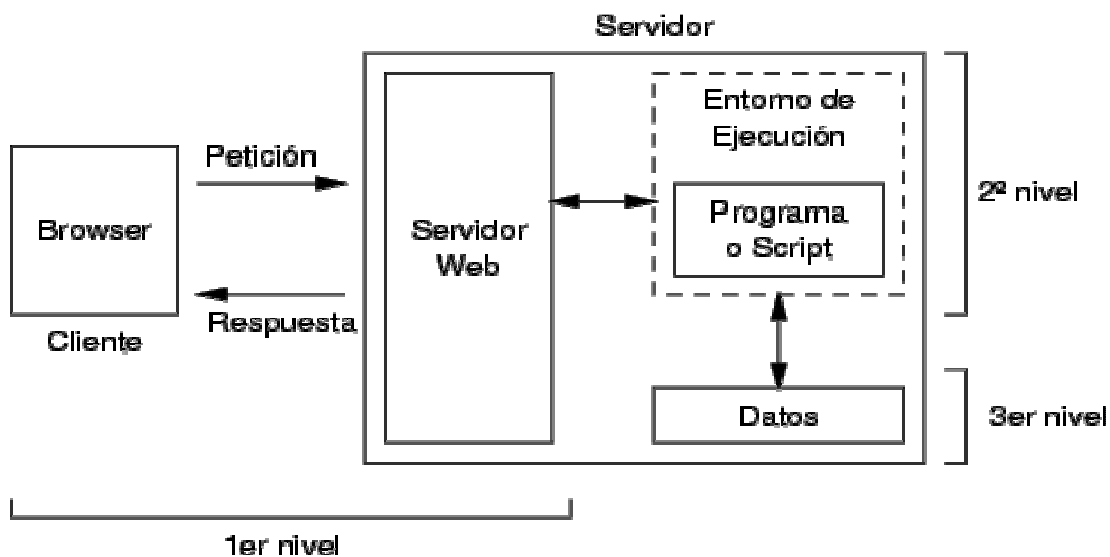 Servidor
Entorno de
Ejecución
Petición
Browser
Servidor
Web
Programa
o Script
2º nivel
Respuesta
Cliente
Datos
3er nivel
1er nivel